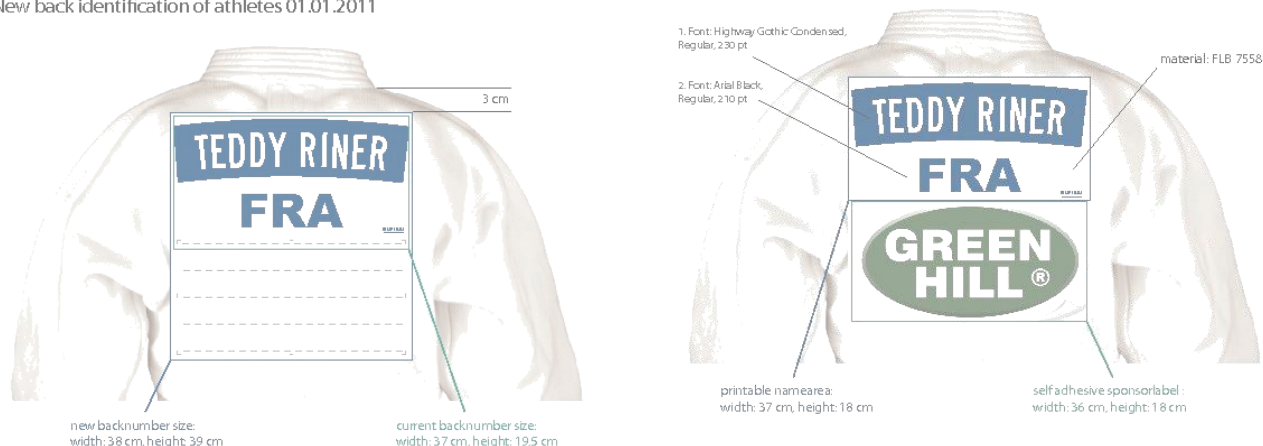 New back identification of athletes 01.01.2011
3 cm
TEDDY RINER
FRA
new backnumber size:
width: 38 cm, height: 39 cm
current backnumber size:
width: 37 cm, height: 19.5 cm
1. Font: Highway Gothic Condensed,
Regular, 230 pt
2. Font: Arial Black,
Regular, 210 pt
material: FLB 7558
TEDDY RINER
FRA
GREEN
HILL ®
printable namearea:
width: 37 cm, height: 18 cm
self adhesive sponsorlabel :
width: 36 cm, height: 18 cm